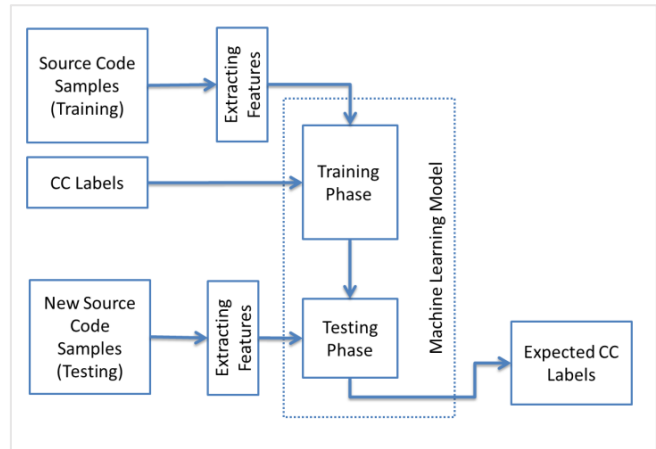 Source Code
Samples
(Training)
Extracting
Features
CC Labels
Training
Phase
Machine Learning Model
New Source
Code
Samples
(Testing)
Extracting
Features
Testing
Phase
Expected CC
Labels